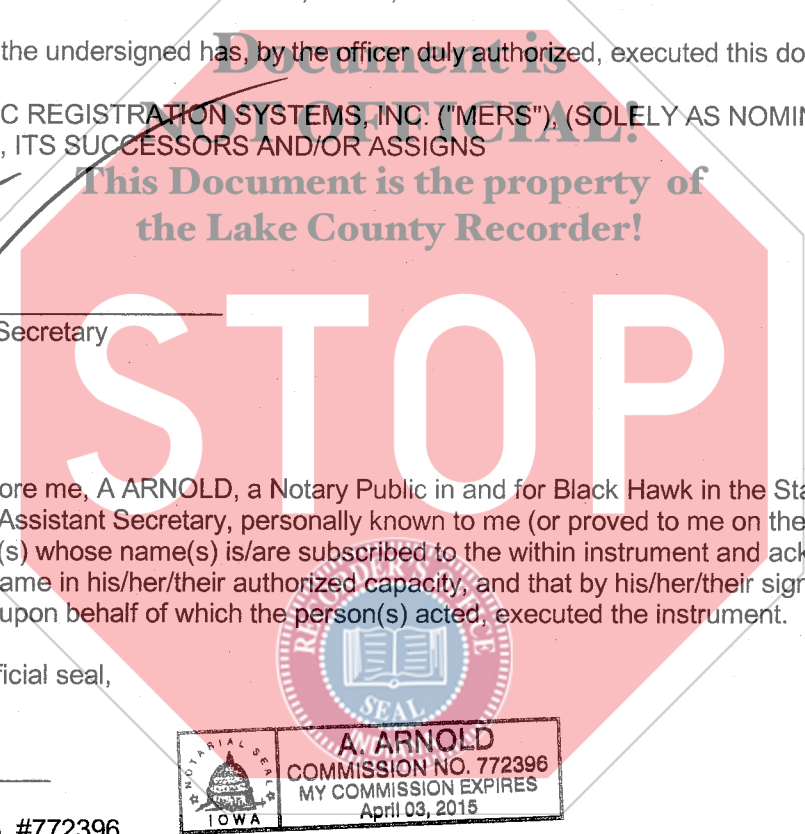 Document is
the undersigned has, by the officer duly authorized, executed this do
NOT OFFICIAL!
C REGISTRATION SYSTEMS, INC. ("MERS"), (SOLELY AS NOMIN
, ITS SUCCESSORS AND/OR ASSIGNS
This Document is the property of
the Lake County Recorder!
STOP
Secretary
ore me, A ARNOLD, a Notary Public in and for Black Hawk in the Sta
Assistant Secretary, personally known to me (or proved to me on the
(s) whose name(s) is/are subscribed to the within instrument and ack
ame in his/her/their authorized capacity, and that by his/her/their sign
upon behalf of which the person(s) acted, executed the instrument.
RECORDER'S OFFICE
SEAL
INDIANA
ficial seal,
NOTARIAL SEAL
IOWA
A. ARNOLD
COMMISSION NO. 772396
MY COMMISSION EXPIRES
April 03, 2015
#772396